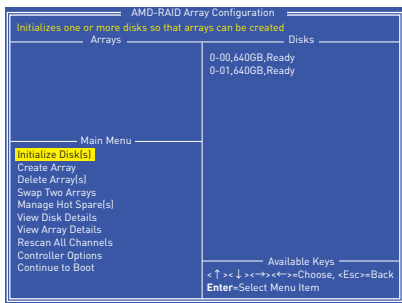 AMD-RAID Array Configuration
Initializes one or more disks so that arrays can be created
Arrays
Disks
0-00,640GB,Ready
0-01,640GB,Ready
Main Menu
Initialize Disk(s)
Create Array
Delete Array(s)
Swap Two Arrays
Manage Hot Spare(s)
View Disk Details
View Array Details
Rescan All Channels
Controller Options
Continue to Boot
Available Keys
<↑><↓><→><←>=Choose, <Esc>=Back
Enter=Select Menu Item